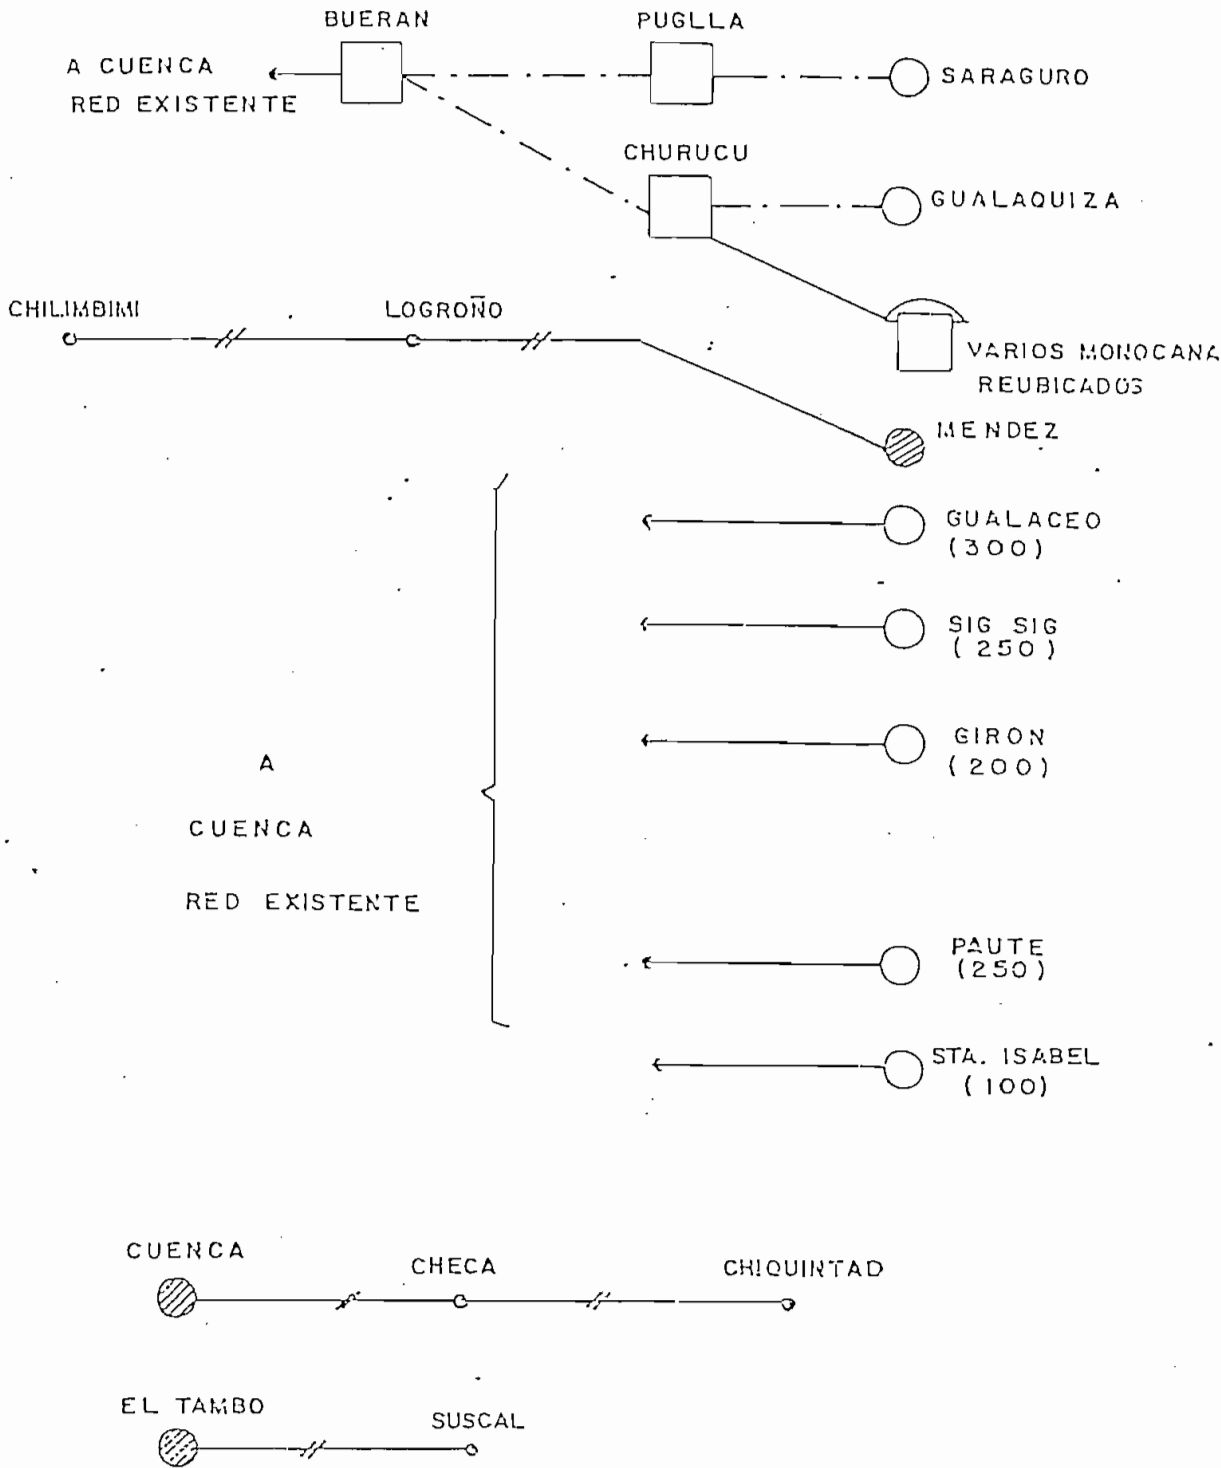 BUERAN
PUGLLA
A CUENCA
RED EXISTENTE
SARAGURO
CHURUCU
GUALAQUIZA
CHILIMBIMI
LOGROÑO
VARIOS MONOCANA
REUBICADOS
MENDEZ
GUALACEO
(300)
SIG SIG
(250)
GIRON
(200)
A
CUENCA
RED EXISTENTE
PAUTE
(250)
STA. ISABEL
(100)
CUENCA
CHECA
CHIQUINTAD
EL TAMBO
SUSCAL